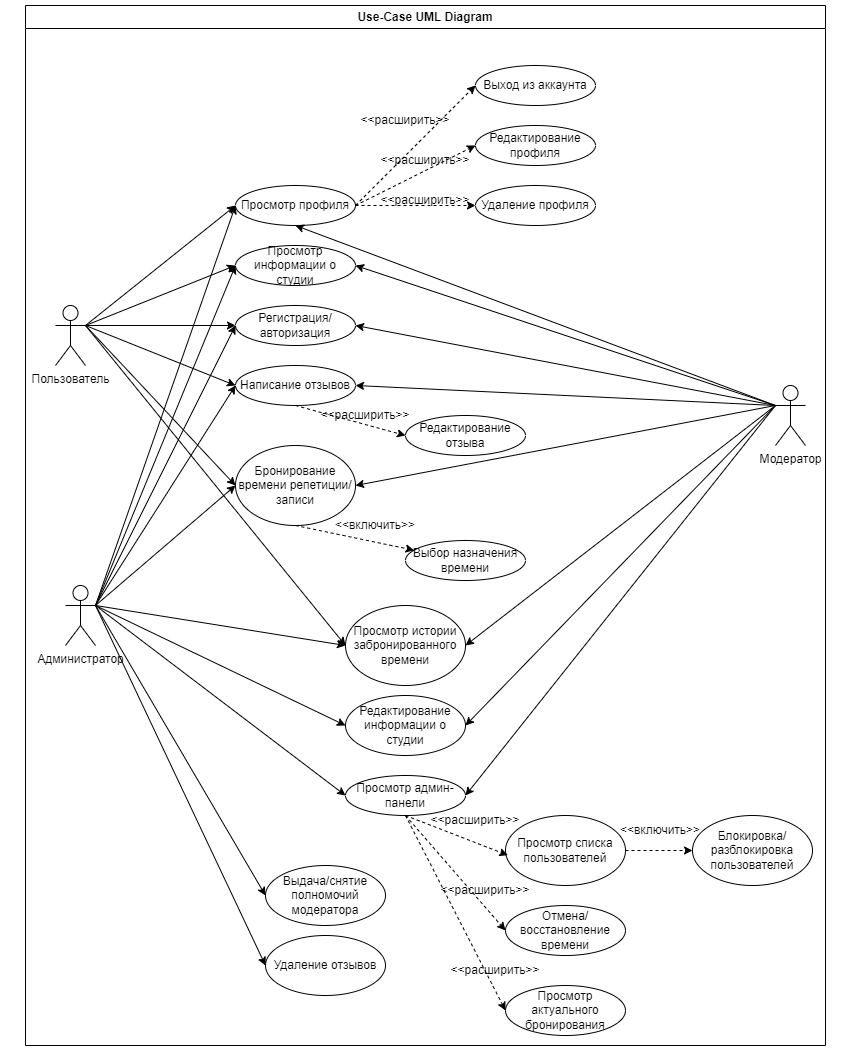 Use-Case UML Diagram
Выход из аккаунта
<<расширить>>
Редактирование
профиля
<<расширить>>
Просмотр профиля
<<расширить>>
Удаление профиля
Просмотр
информации о
студии
Регистрация/
авторизация
Пользователь
Написание отзывов
<<расширить>>
Редактирование
отзыва
Модератор
Бронирование
времени репетиции/
записи
<<включить>>
Выбор назначения
времени
Просмотр истории
забронированного
времени
Администратор
Редактирование
информации о
студии
Просмотр админ-
панели
<<расширить>>
Просмотр списка
пользователей
<<включить>>
Блокировка/
разблокировка
пользователей
Выдача/снятие
полномочий
модератора
<<расширить>>
Отмена/
восстановление
времени
Удаление отзывов
<<расширить>>
Просмотр
актуального
бронирования